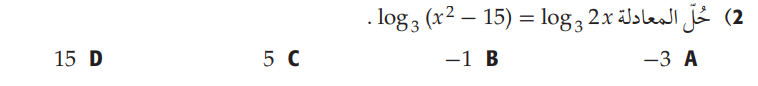 (2 حُلّ المعادلة log₃ (x² − 15) = log₃ 2x .
−3 A −1 B 5 C 15 D